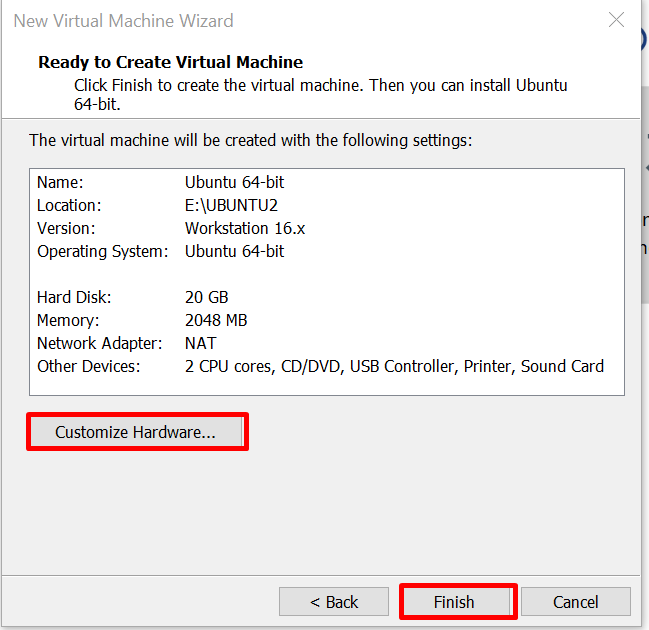 New Virtual Machine Wizard
Ready to Create Virtual Machine
Click Finish to create the virtual machine. Then you can install Ubuntu
64-bit.
The virtual machine will be created with the following settings:
Name: Ubuntu 64-bit
Location: E:\UBUNTU2
Version: Workstation 16.x
Operating System: Ubuntu 64-bit
Hard Disk: 20 GB
Memory: 2048 MB
Network Adapter: NAT
Other Devices: 2 CPU cores, CD/DVD, USB Controller, Printer, Sound Card
Customize Hardware...
< Back Finish Cancel